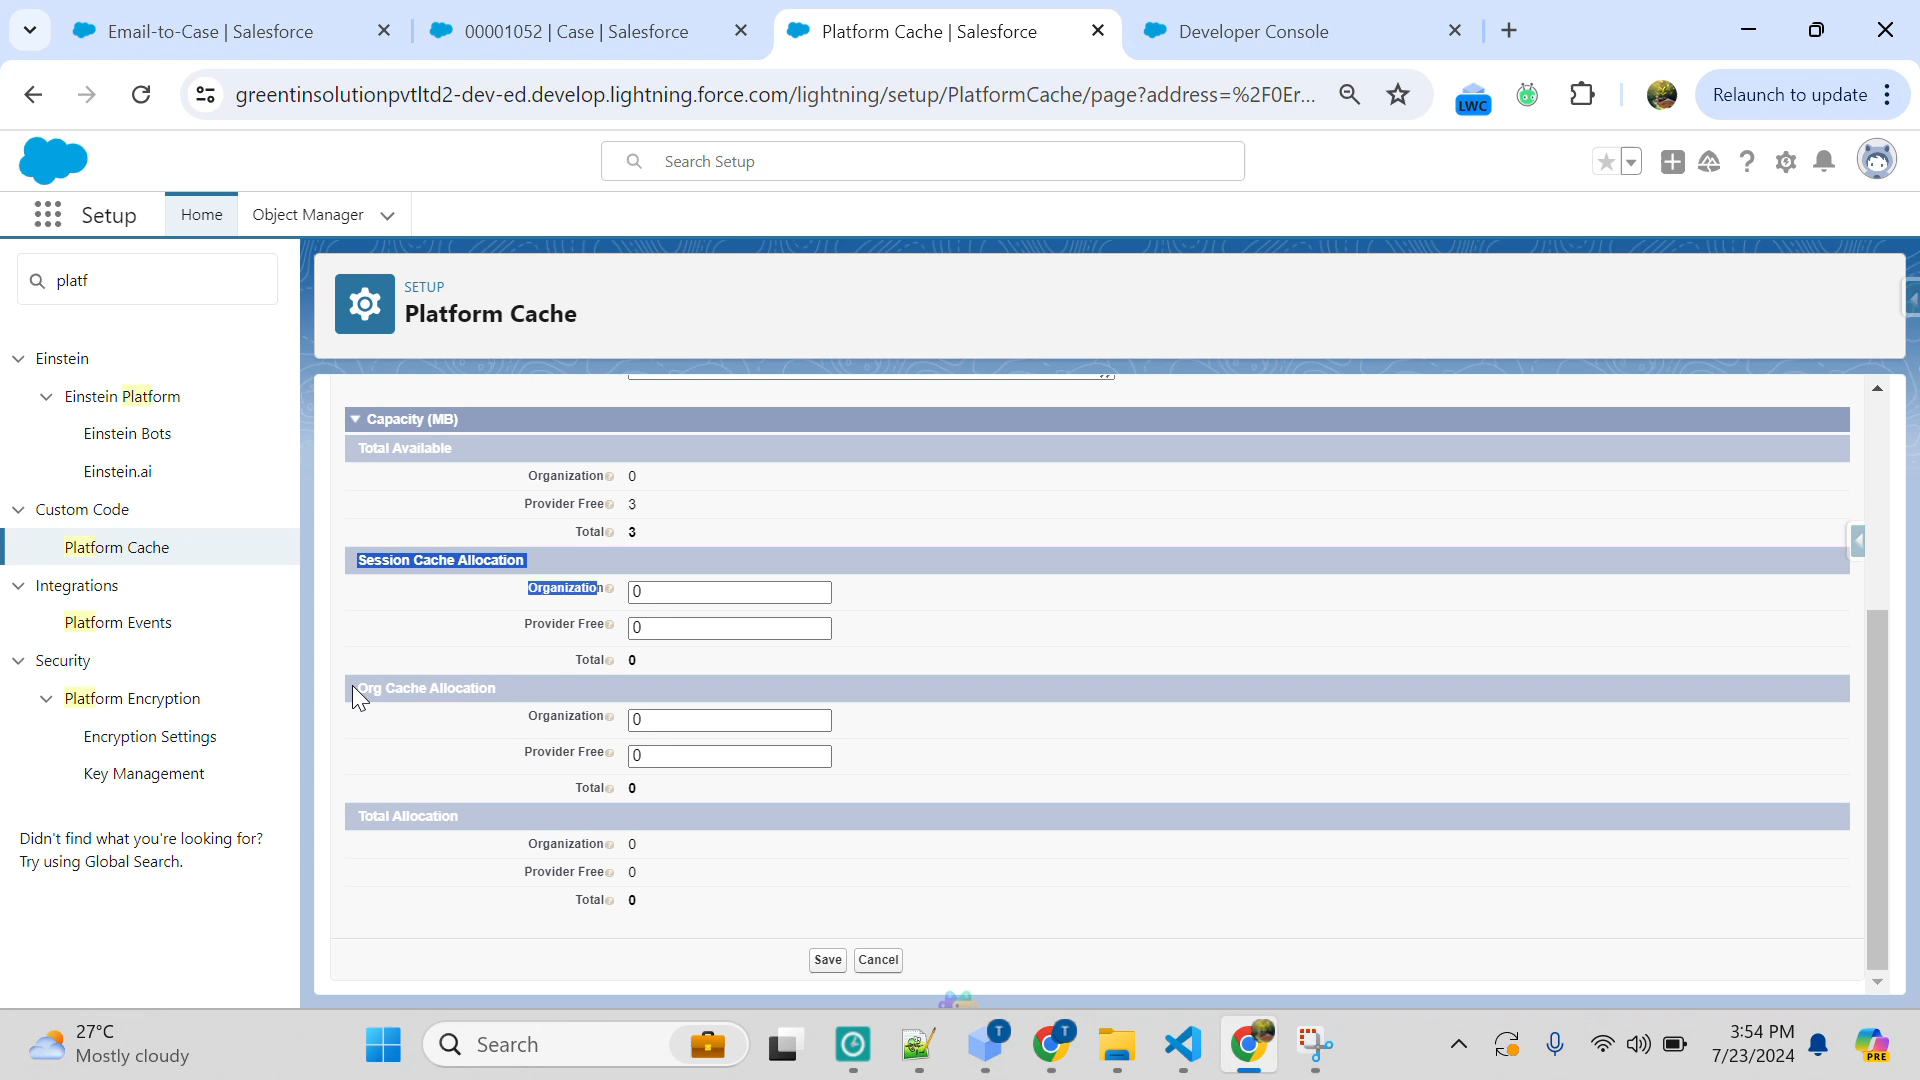 Email-to-Case | Salesforce
00001052 | Case | Salesforce
Platform Cache | Salesforce
Developer Console
greentinsolutionpvtltd2-dev-ed.develop.lightning.force.com/lightning/setup/PlatformCache/page?address=%2F0Er...
LWC
Relaunch to update
Search Setup
Setup
Home
Object Manager
platf
SETUP
Platform Cache
Einstein
Einstein Platform
Einstein Bots
Einstein.ai
Custom Code
Platform Cache
Integrations
Platform Events
Security
Platform Encryption
Encryption Settings
Key Management
Didn't find what you're looking for?
Try using Global Search.
Capacity (MB)
Total Available
Organization 0
Provider Free 3
Total 3
Session Cache Allocation
Organization 0
Provider Free 0
Total 0
Org Cache Allocation
Organization 0
Provider Free 0
Total 0
Total Allocation
Organization 0
Provider Free 0
Total 0
Save Cancel
27°C
Mostly cloudy
Search
T
T
3:54 PM
7/23/2024
PRE